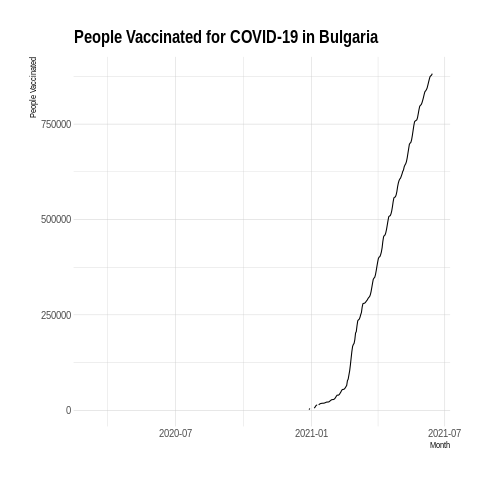 People Vaccinated for COVID-19 in Bulgaria
People Vaccinated
750000
500000
250000
0
2020-07
2021-01
2021-07
Month